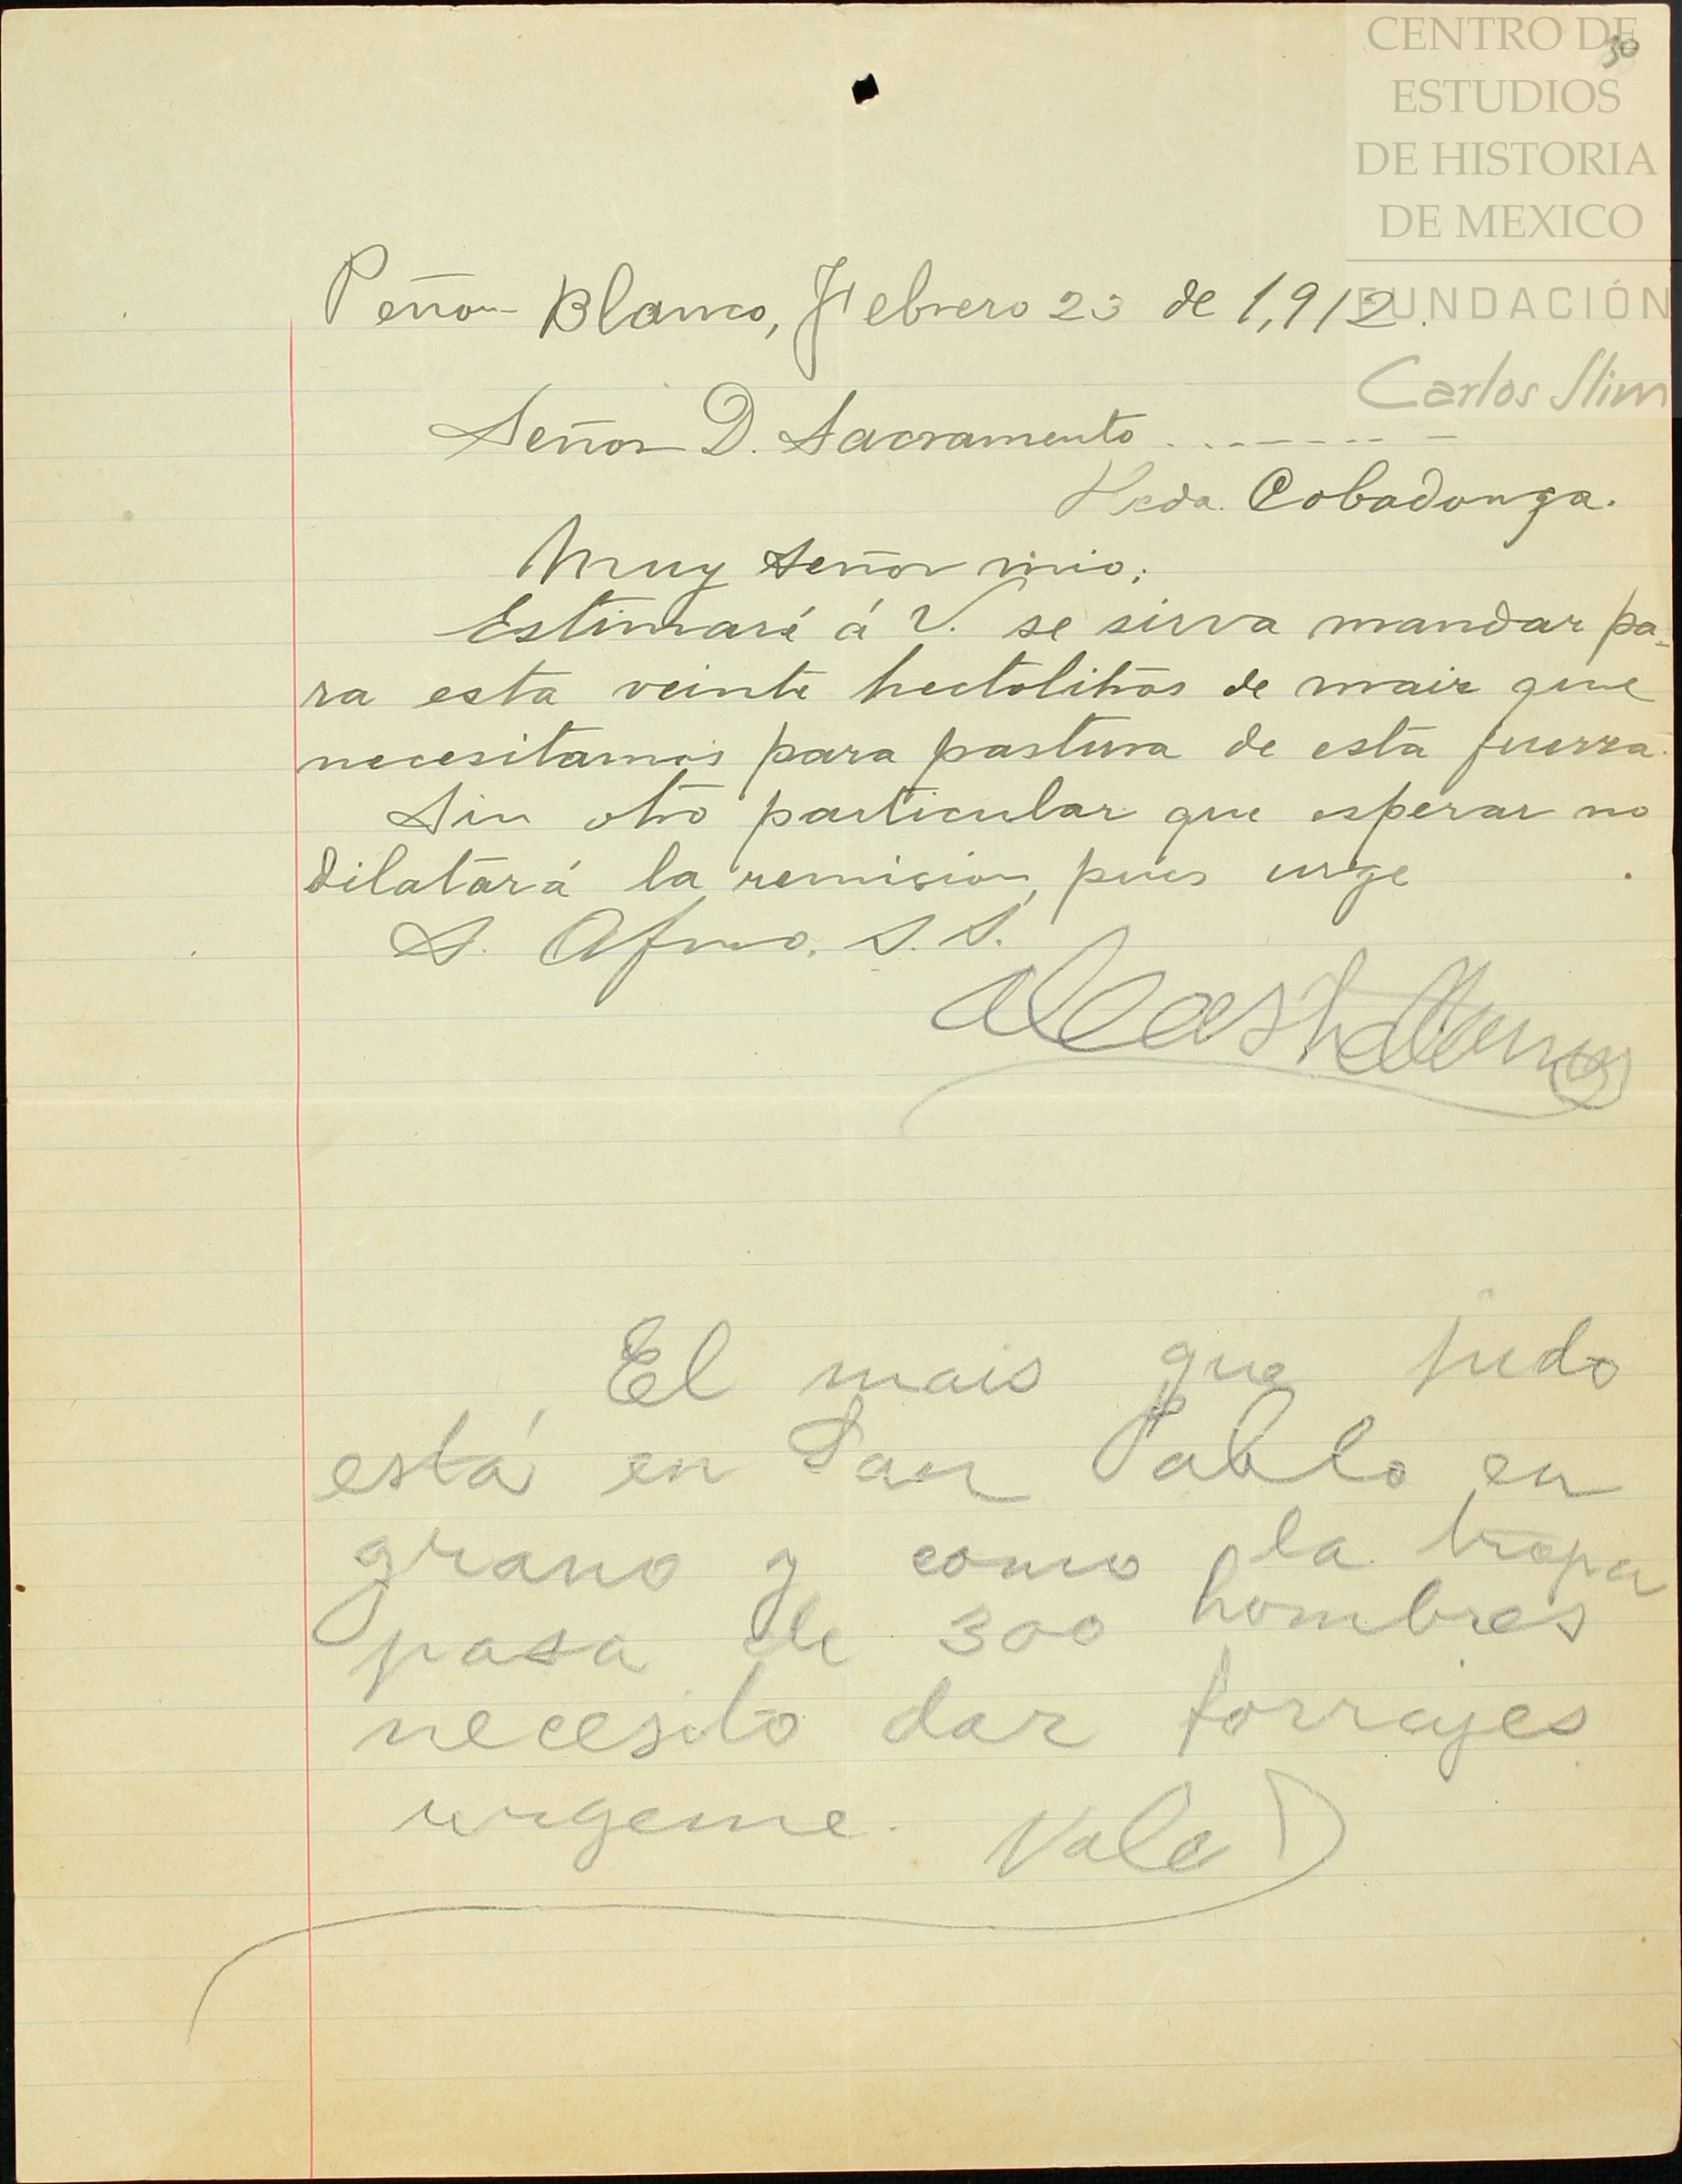 CENTRO DE
ESTUDIOS
DE HISTORIA
DE MEXICO
FUNDACIÓN
Carlos Slim
30
Peñon Blanco, Febrero 23 de 1,912.
Señor D. Sacramento . . . - - - - - -
Hcda. Cobadonga.
Muy señor mio;
Estimaré á V. se sirva mandar pa-
ra esta veinte hectolitros de maiz que
necesitamos para pastura de esta fuerza.
Sin otro particular que esperar no
dilatará la remision, pues urge
S. Afmo. S. S.
El mais que pido
está en San Pablo en
grano y como la tropa
pasa de 300 hombres
necesito dar forrajes
urgeme. Vale